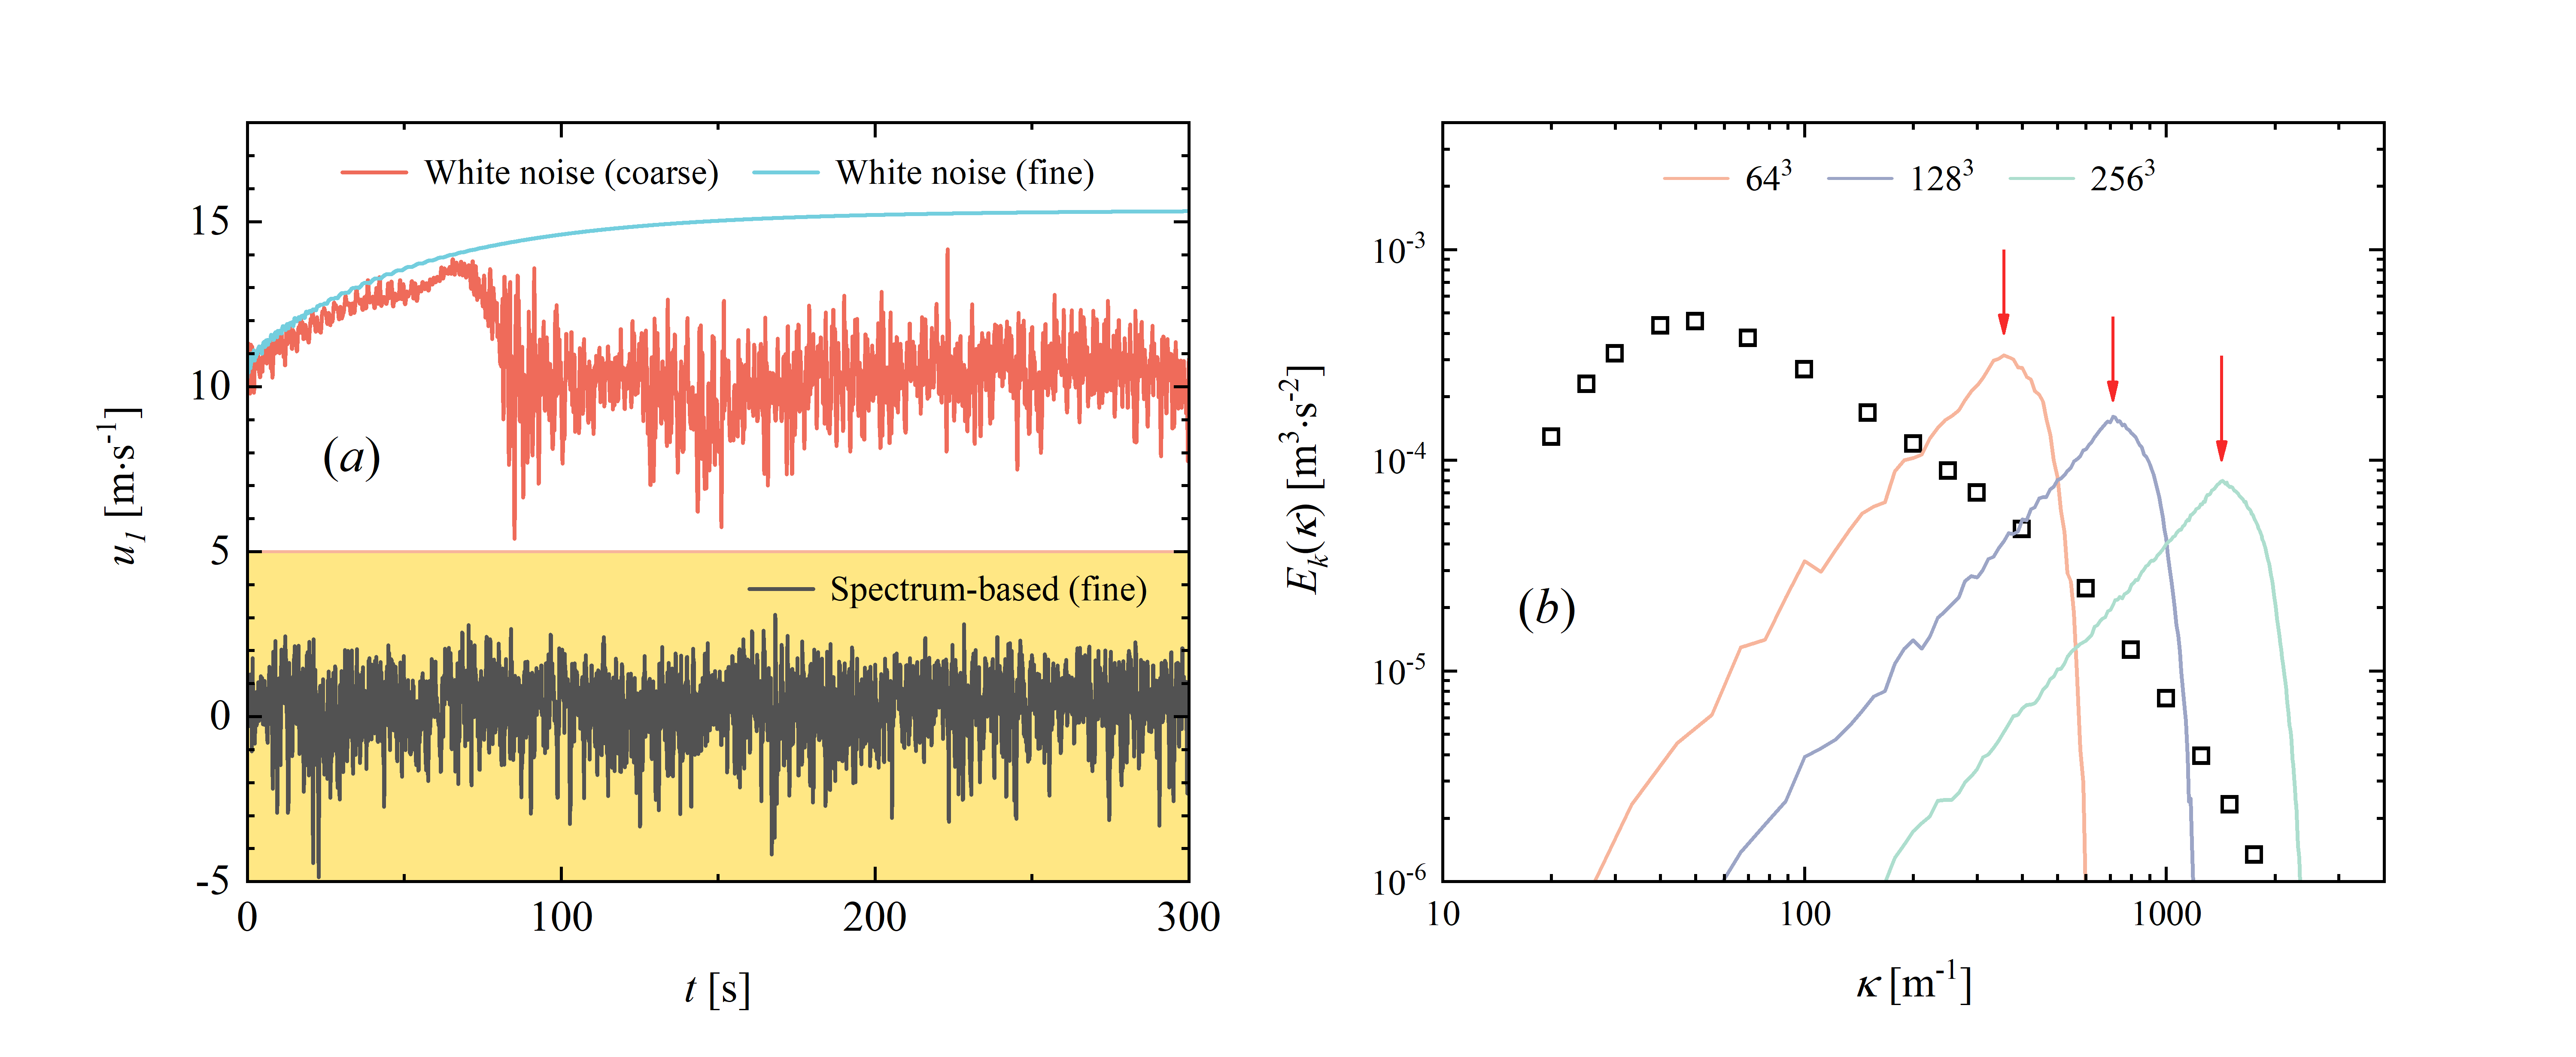 White noise (coarse) White noise (fine)
15
10
5
0
-5
(a)
Spectrum-based (fine)
0 100 200 300
t [s]
u₁ [m·s⁻¹]
64³ 128³ 256³
10⁻³
10⁻⁴
10⁻⁵
10⁻⁶
(b)
10 100 1000
κ [m⁻¹]
Eₖ(κ) [m³·s⁻²]